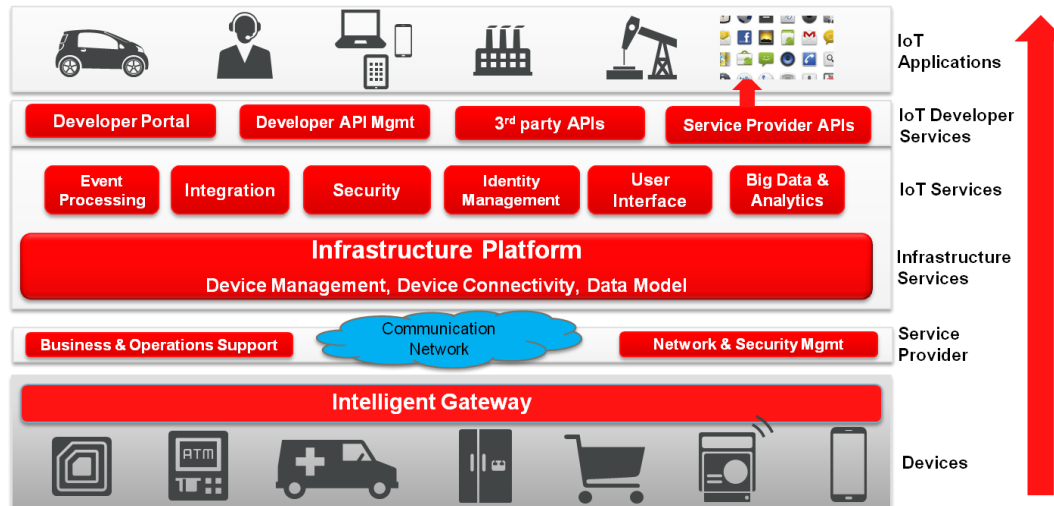 IoT
Applications
Developer Portal
Developer API Mgmt
3rd party APIs
Service Provider APIs
IoT Developer
Services
Event
Processing
Integration
Security
Identity
Management
User
Interface
Big Data &
Analytics
IoT Services
Infrastructure Platform
Device Management, Device Connectivity, Data Model
Infrastructure
Services
Business & Operations Support
Communication
Network
Network & Security Mgmt
Service
Provider
Intelligent Gateway
ATM
Devices